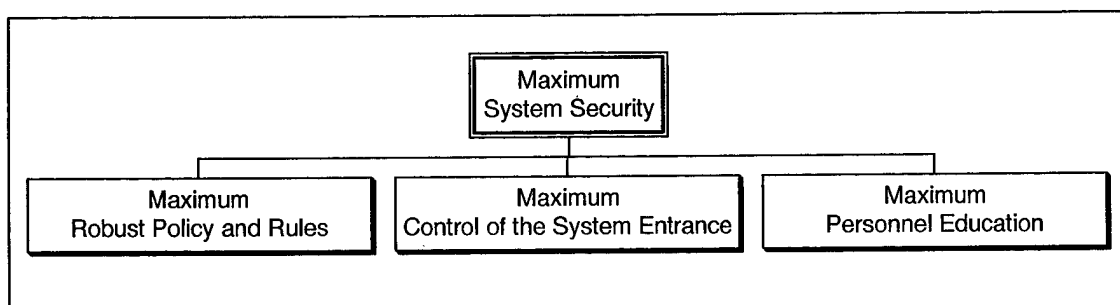 Maximum
System Security
Maximum
Robust Policy and Rules
Maximum
Control of the System Entrance
Maximum
Personnel Education